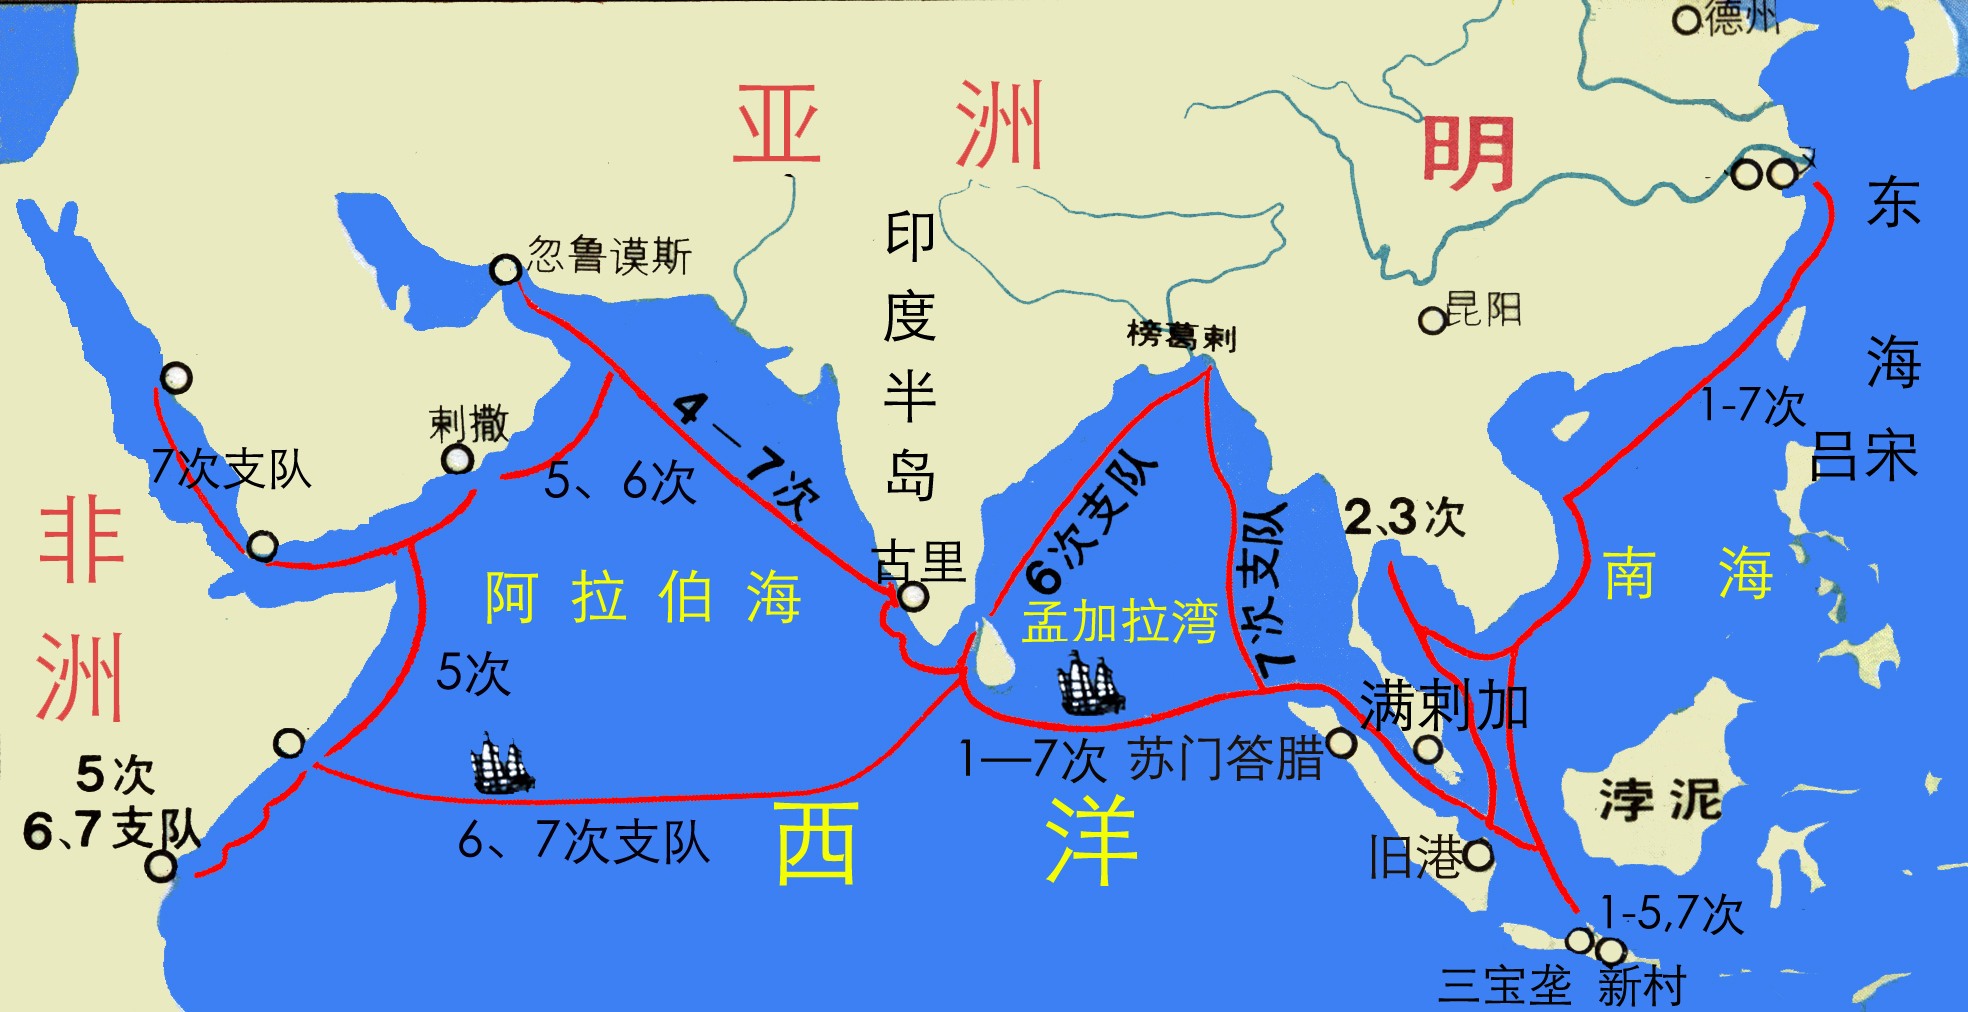 德州
亚洲
明
东海
印度半岛
忽鲁谟斯
昆阳
榜葛剌
1-7次
吕宋
4—7次
剌撒
7次支队
5、6次
6次支队
7次支队
2、3次
非洲
古里
阿拉伯海
孟加拉湾
南海
5次
满剌加
1—7次
苏门答腊
5次
6、7支队
6、7次支队
西洋
浡泥
旧港
1-5,7次
三宝垄
新村